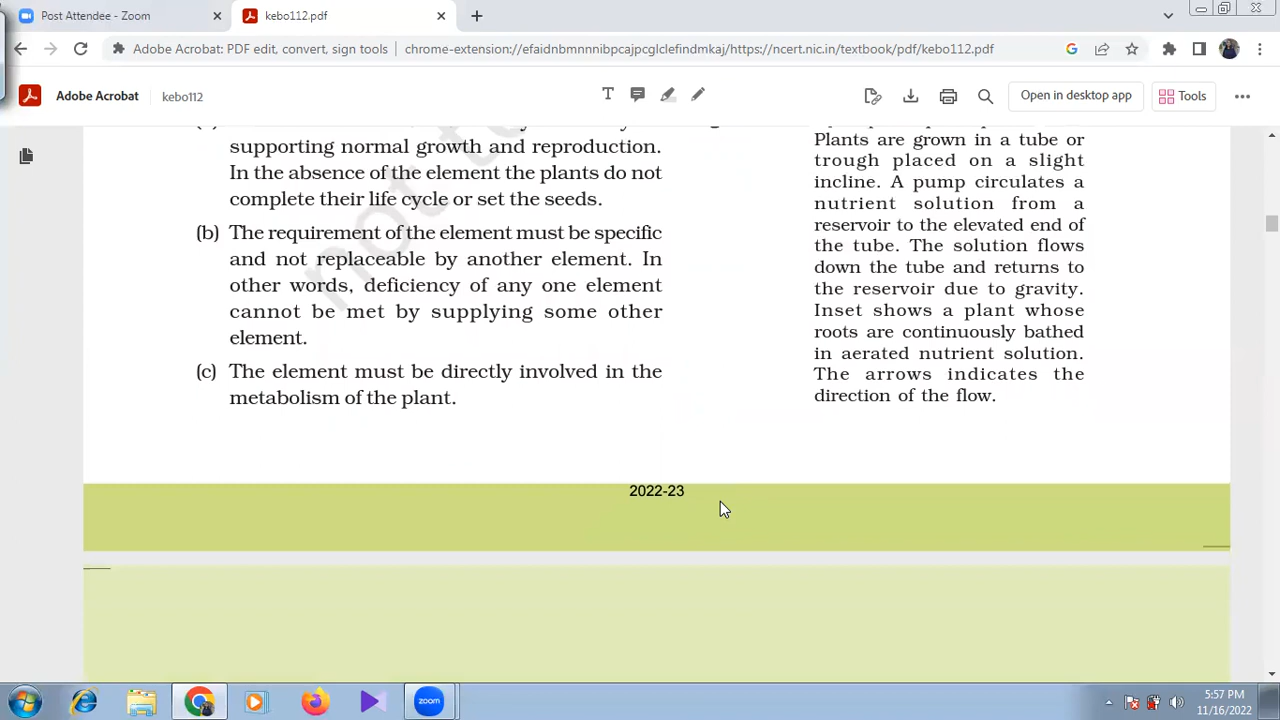 Post Attendee - Zoom
kebo112.pdf
Adobe Acrobat: PDF edit, convert, sign tools | chrome-extension://efaidnbmnnnibpcajpcglclefindmkaj/https://ncert.nic.in/textbook/pdf/kebo112.pdf
Adobe Acrobat
kebo112
Open in desktop app
Tools
supporting normal growth and reproduction.
In the absence of the element the plants do not
complete their life cycle or set the seeds.
(b) The requirement of the element must be specific
and not replaceable by another element. In
other words, deficiency of any one element
cannot be met by supplying some other
element.
(c) The element must be directly involved in the
metabolism of the plant.
Plants are grown in a tube or
trough placed on a slight
incline. A pump circulates a
nutrient solution from a
reservoir to the elevated end of
the tube. The solution flows
down the tube and returns to
the reservoir due to gravity.
Inset shows a plant whose
roots are continuously bathed
in aerated nutrient solution.
The arrows indicates the
direction of the flow.
not t
2022-23
zoom
5:57 PM
11/16/2022